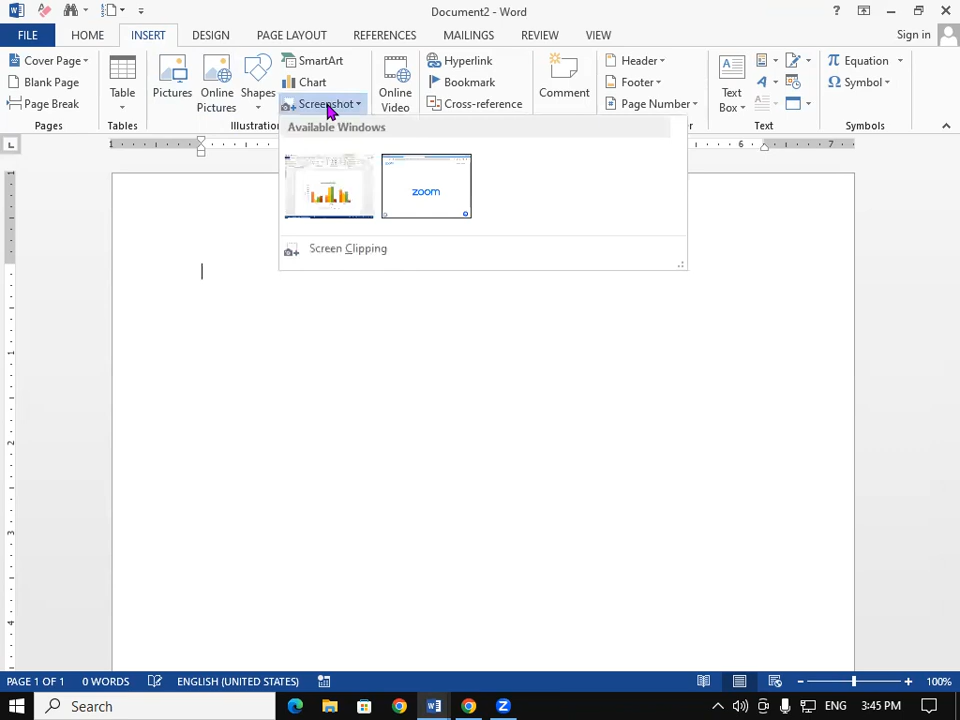 Document2 - Word
?
FILE HOME INSERT DESIGN PAGE LAYOUT REFERENCES MAILINGS REVIEW VIEW Sign in
Cover Page
Blank Page
Page Break
Pages
Table
Tables
Pictures
Online Pictures
Shapes
SmartArt
Chart
Screenshot
Online Video
Hyperlink
Bookmark
Cross-reference
Comment
Header
Footer
Page Number
Text Box
Text
Equation
Symbol
Symbols
Available Windows
zoom
Screen Clipping
PAGE 1 OF 1 0 WORDS ENGLISH (UNITED STATES) 100%
Search ENG 3:45 PM